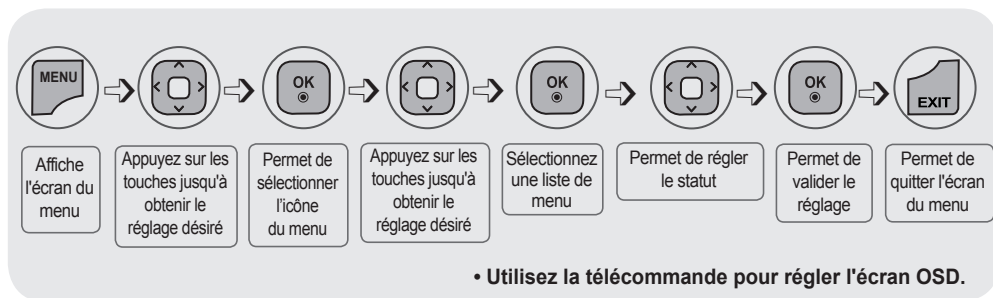 MENU
OK
OK
OK
EXIT
Affiche
l'écran du
menu
Appuyez sur les
touches jusqu'à
obtenir le
réglage désiré
Permet de
sélectionner
l’icône
du menu
Appuyez sur les
touches jusqu'à
obtenir le
réglage désiré
Sélectionnez
une liste de
menu
Permet de régler
le statut
Permet de
valider le
réglage
Permet de
quitter l'écran
du menu
• Utilisez la télécommande pour régler l'écran OSD.